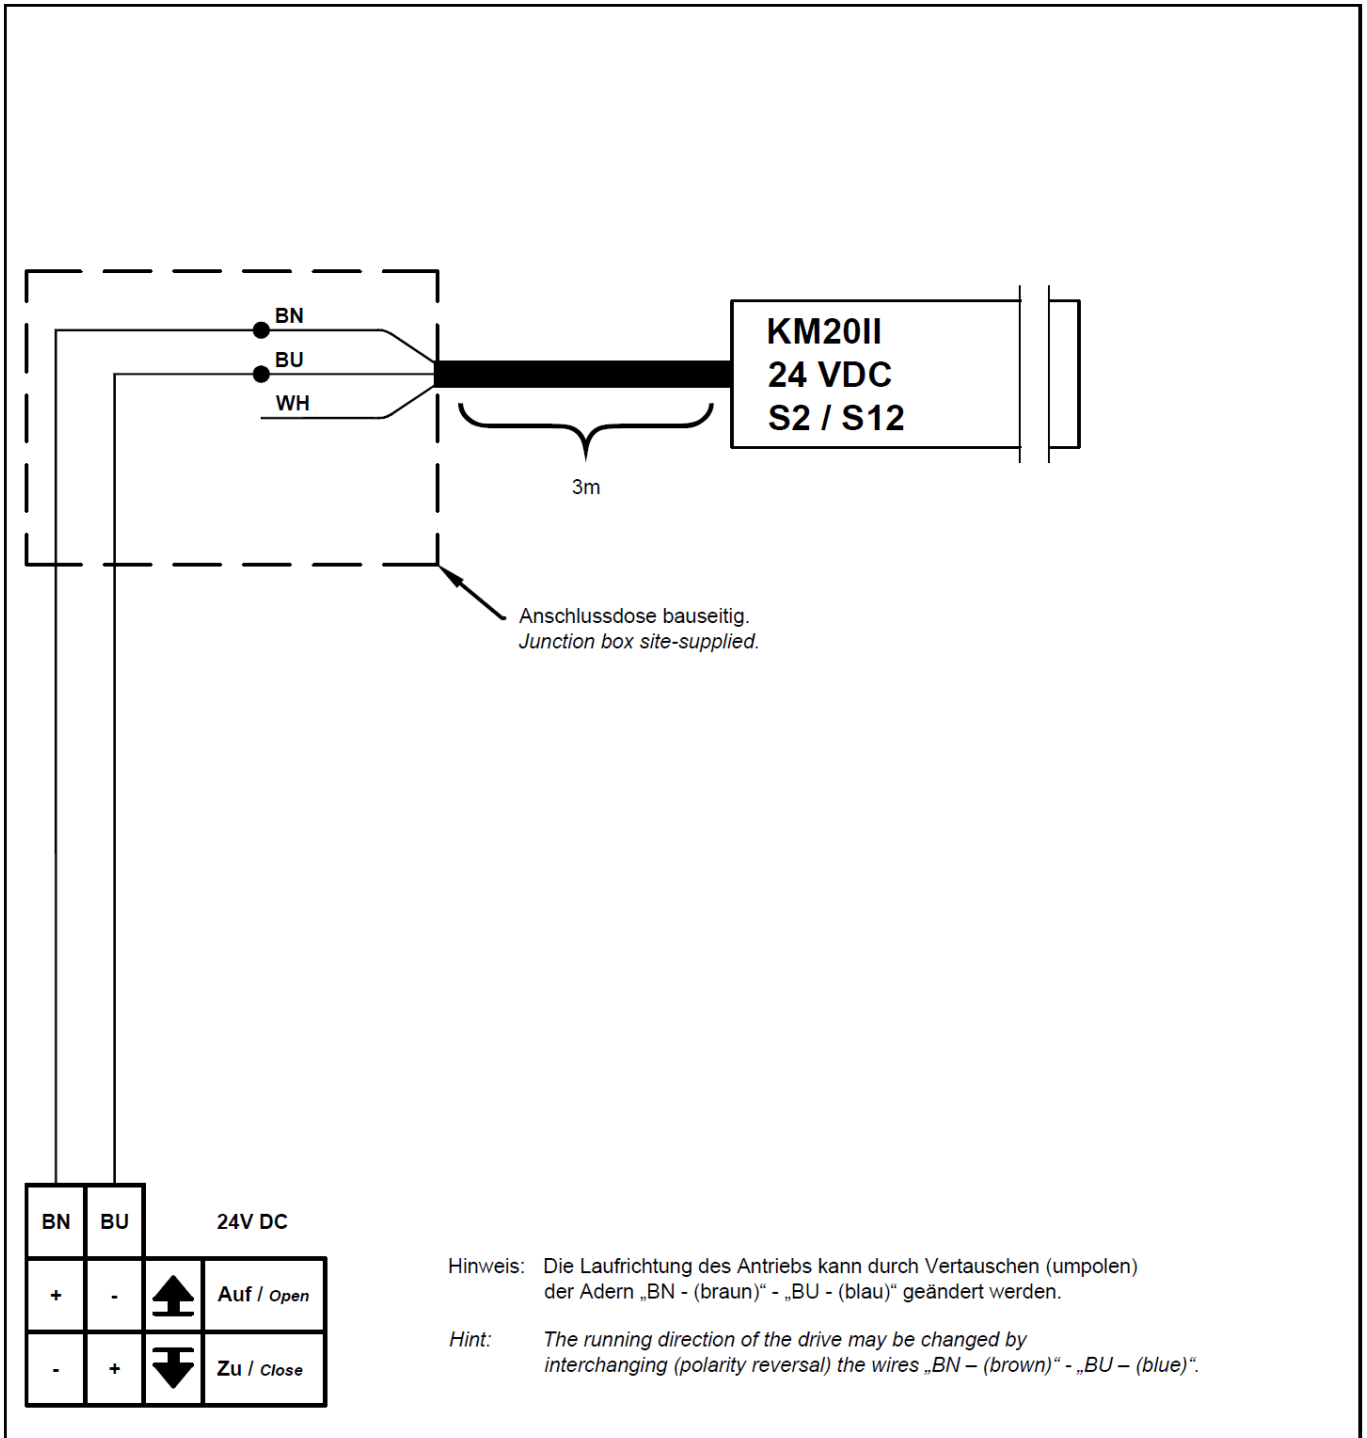 BN
BU
WH
KM20II
24 VDC
S2 / S12
3m
Anschlussdose bauseitig.
Junction box site-supplied.
BN BU 24V DC
+ - Auf / Open
- + Zu / Close
Hinweis: Die Laufrichtung des Antriebs kann durch Vertauschen (umpolen)
der Adern „BN - (braun)“ - „BU - (blau)“ geändert werden.
Hint: The running direction of the drive may be changed by
interchanging (polarity reversal) the wires „BN – (brown)“ - „BU – (blue)“.